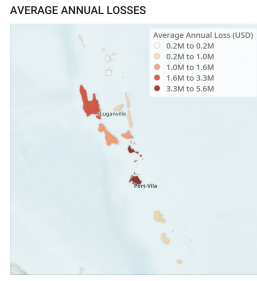 AVERAGE ANNUAL LOSSES
Average Annual Loss (USD)
0.2M to 0.2M
0.2M to 1.0M
1.0M to 1.6M
1.6M to 3.3M
3.3M to 5.6M
Luganville
Port-Vila